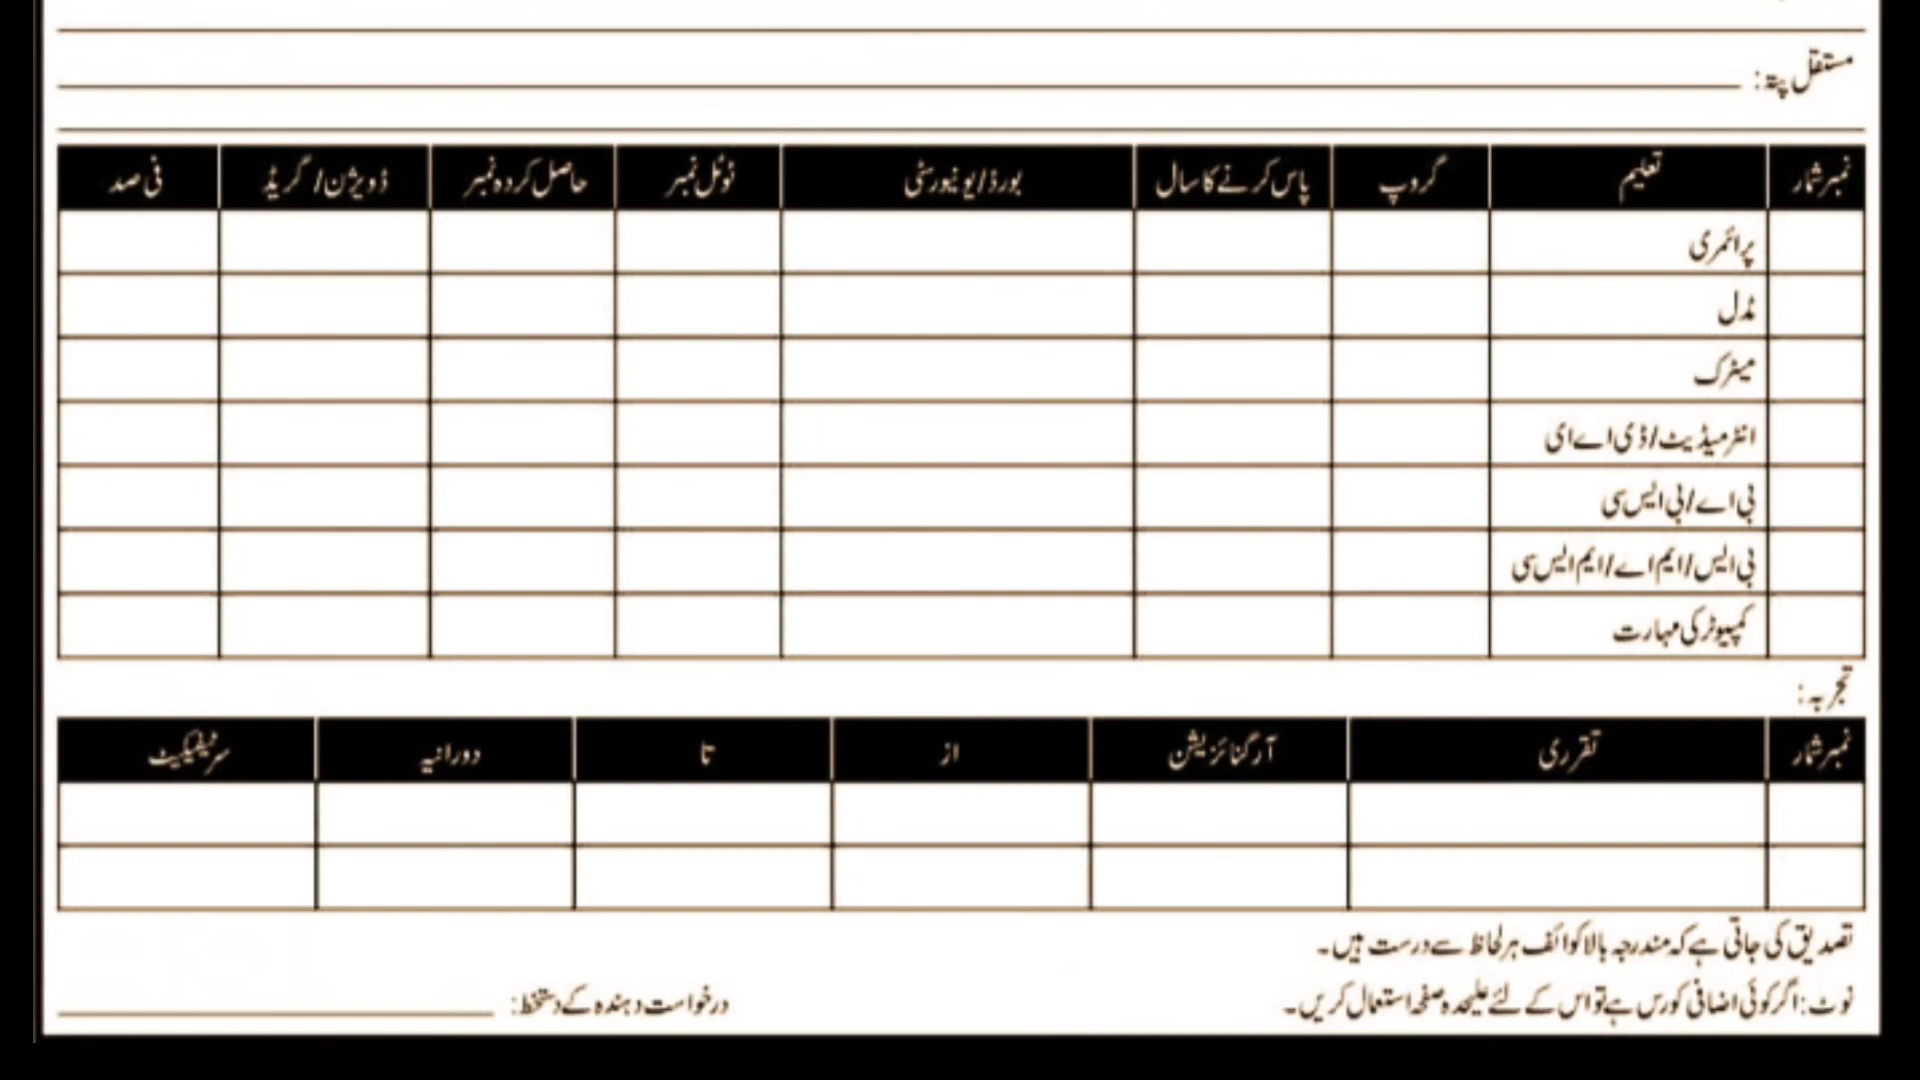 مستقل پتہ:
نمبر شمار تعلیم گروپ پاس کرنے کا سال بورڈ/یونیورسٹی ٹوٹل نمبر حاصل کردہ نمبر ڈویژن/گریڈ فی صد
پرائمری
مڈل
میٹرک
انٹرمیڈیٹ/ڈی اے ای
بی اے/بی ایس سی
بی ایس/ایم اے/ایم ایس سی
کمپیوٹر کی مہارت
تجربہ:
نمبر شمار تقرری آرگنائزیشن از تا دورانیہ سرٹیفیکیٹ
تصدیق کی جاتی ہے کہ مندرجہ بالا کوائف ہر لحاظ سے درست ہیں۔
نوٹ: اگر کوئی اضافی کورس ہے تو اس کے لئے علیحدہ صفحہ استعمال کریں۔ درخواست دہندہ کے دستخط: